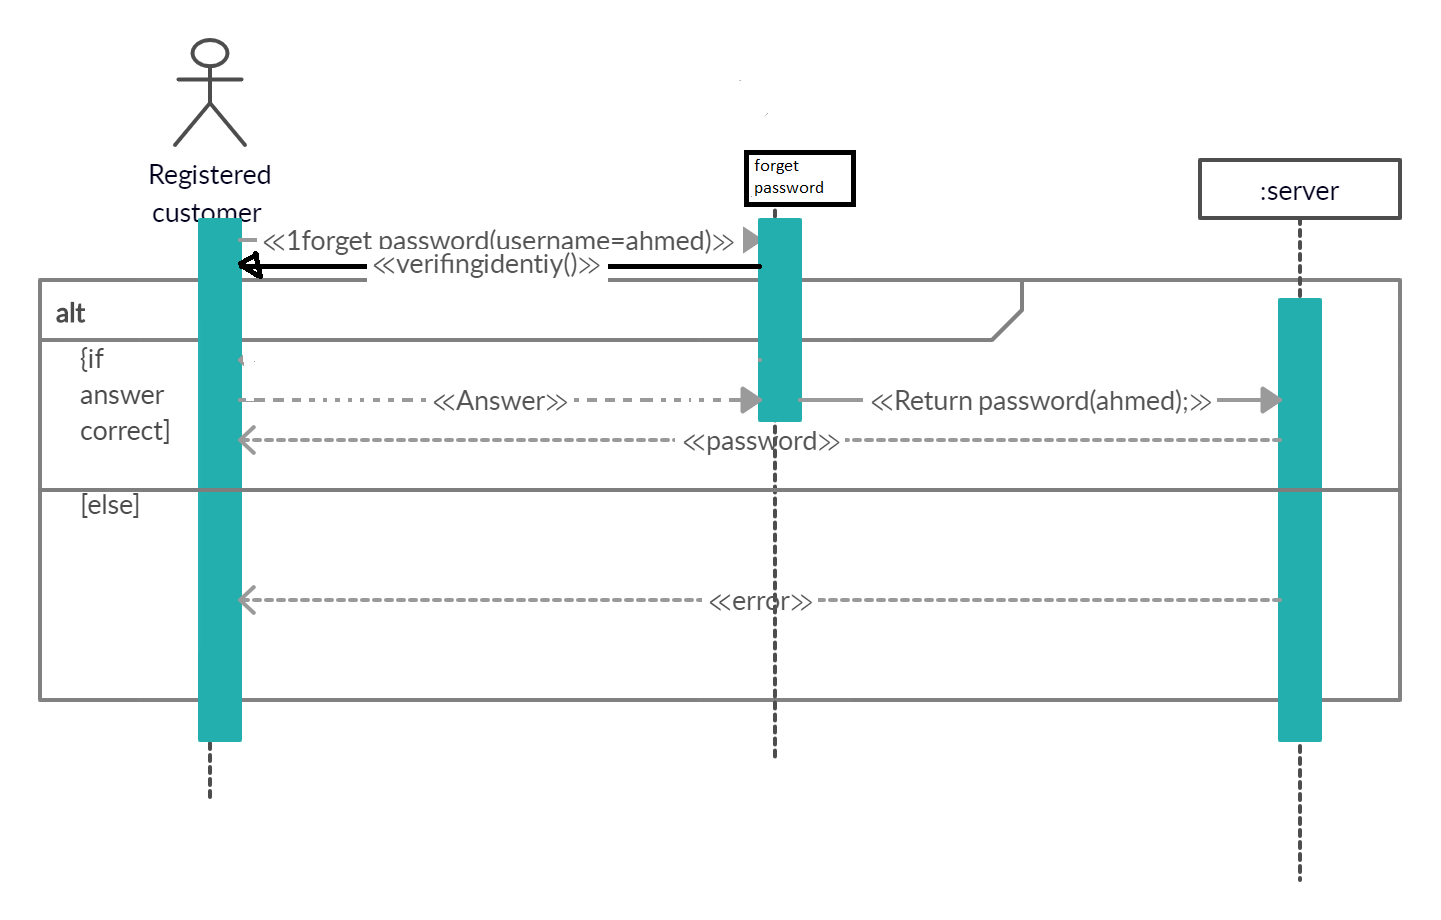 Registered
customer
forget
password
:server
≪1forget password(username=ahmed)≫
≪verifingidentiy()≫
alt
{if
answer
correct]
≪Answer≫
≪Return password(ahmed);≫
≪password≫
[else]
≪error≫